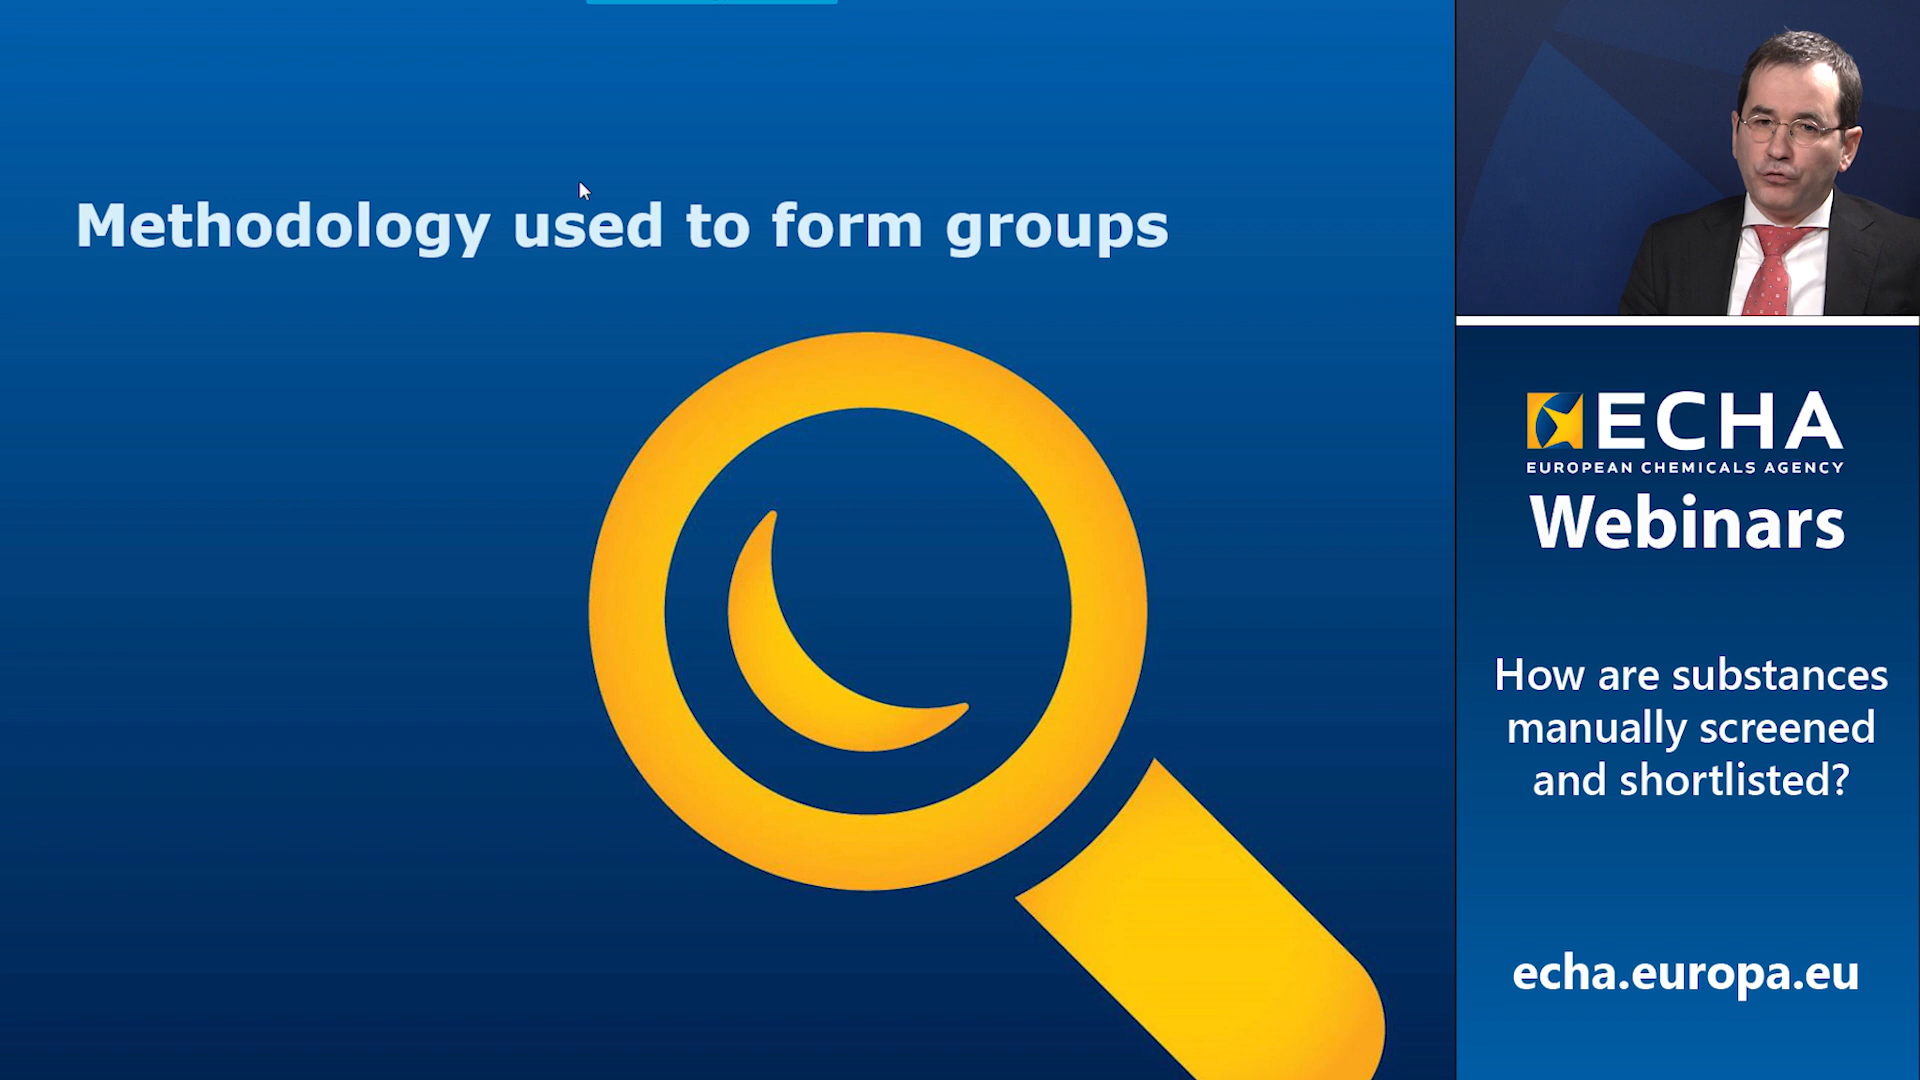 Methodology used to form groups
ECHA
EUROPEAN CHEMICALS AGENCY
Webinars
How are substances
manually screened
and shortlisted?
echa.europa.eu